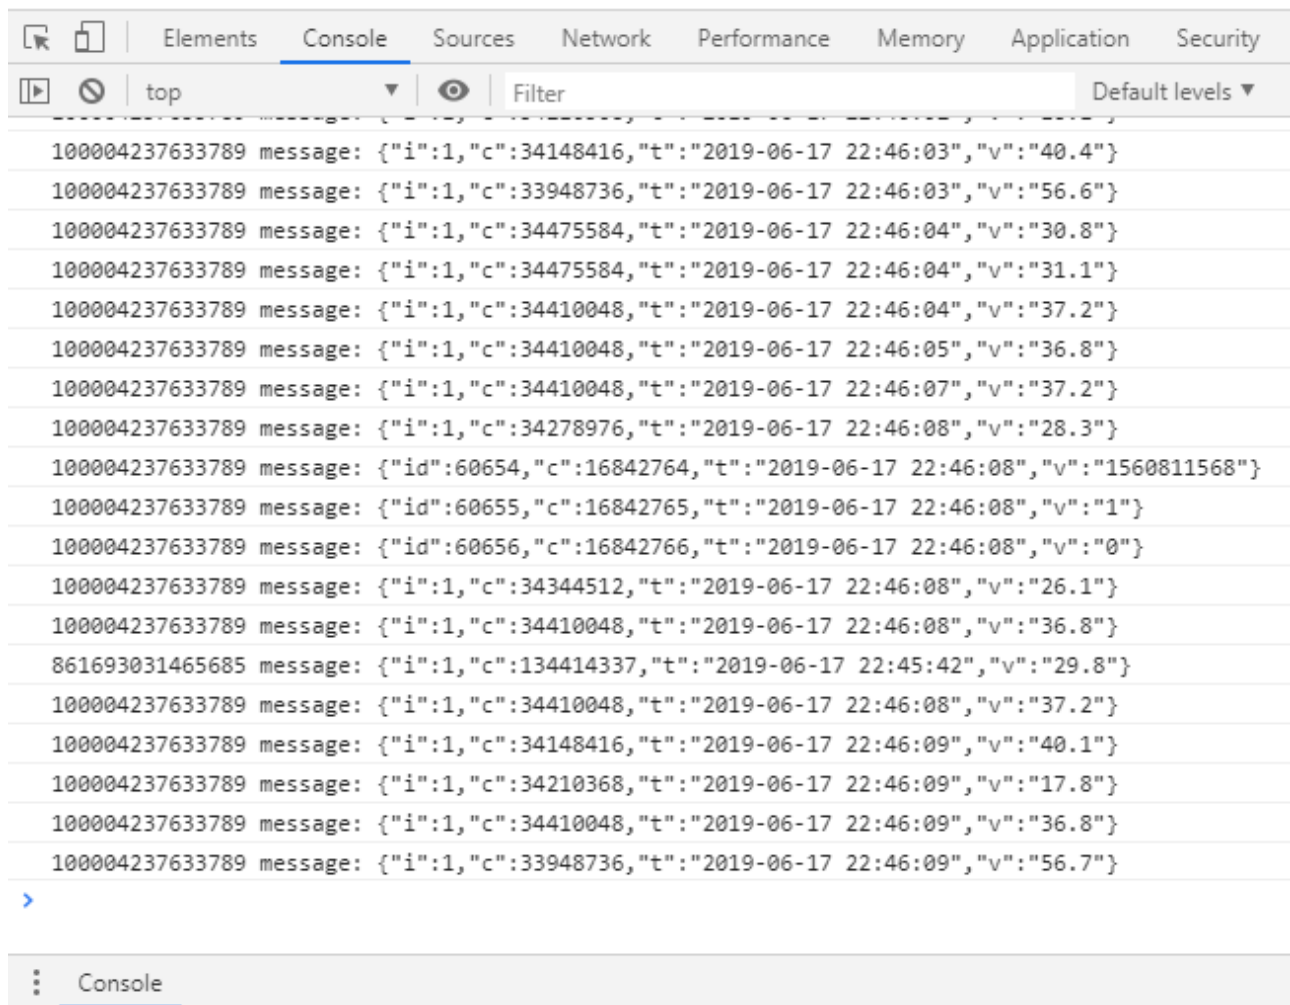 Elements Console Sources Network Performance Memory Application Security
top Filter Default levels
100004237633789 message: {"i":1,"c":34148416,"t":"2019-06-17 22:46:03","v":"40.4"}
100004237633789 message: {"i":1,"c":33948736,"t":"2019-06-17 22:46:03","v":"56.6"}
100004237633789 message: {"i":1,"c":34475584,"t":"2019-06-17 22:46:04","v":"30.8"}
100004237633789 message: {"i":1,"c":34475584,"t":"2019-06-17 22:46:04","v":"31.1"}
100004237633789 message: {"i":1,"c":34410048,"t":"2019-06-17 22:46:04","v":"37.2"}
100004237633789 message: {"i":1,"c":34410048,"t":"2019-06-17 22:46:05","v":"36.8"}
100004237633789 message: {"i":1,"c":34410048,"t":"2019-06-17 22:46:07","v":"37.2"}
100004237633789 message: {"i":1,"c":34278976,"t":"2019-06-17 22:46:08","v":"28.3"}
100004237633789 message: {"id":60654,"c":16842764,"t":"2019-06-17 22:46:08","v":"1560811568"}
100004237633789 message: {"id":60655,"c":16842765,"t":"2019-06-17 22:46:08","v":"1"}
100004237633789 message: {"id":60656,"c":16842766,"t":"2019-06-17 22:46:08","v":"0"}
100004237633789 message: {"i":1,"c":34344512,"t":"2019-06-17 22:46:08","v":"26.1"}
100004237633789 message: {"i":1,"c":34410048,"t":"2019-06-17 22:46:08","v":"36.8"}
861693031465685 message: {"i":1,"c":134414337,"t":"2019-06-17 22:45:42","v":"29.8"}
100004237633789 message: {"i":1,"c":34410048,"t":"2019-06-17 22:46:08","v":"37.2"}
100004237633789 message: {"i":1,"c":34148416,"t":"2019-06-17 22:46:09","v":"40.1"}
100004237633789 message: {"i":1,"c":34210368,"t":"2019-06-17 22:46:09","v":"17.8"}
100004237633789 message: {"i":1,"c":34410048,"t":"2019-06-17 22:46:09","v":"36.8"}
100004237633789 message: {"i":1,"c":33948736,"t":"2019-06-17 22:46:09","v":"56.7"}
Console